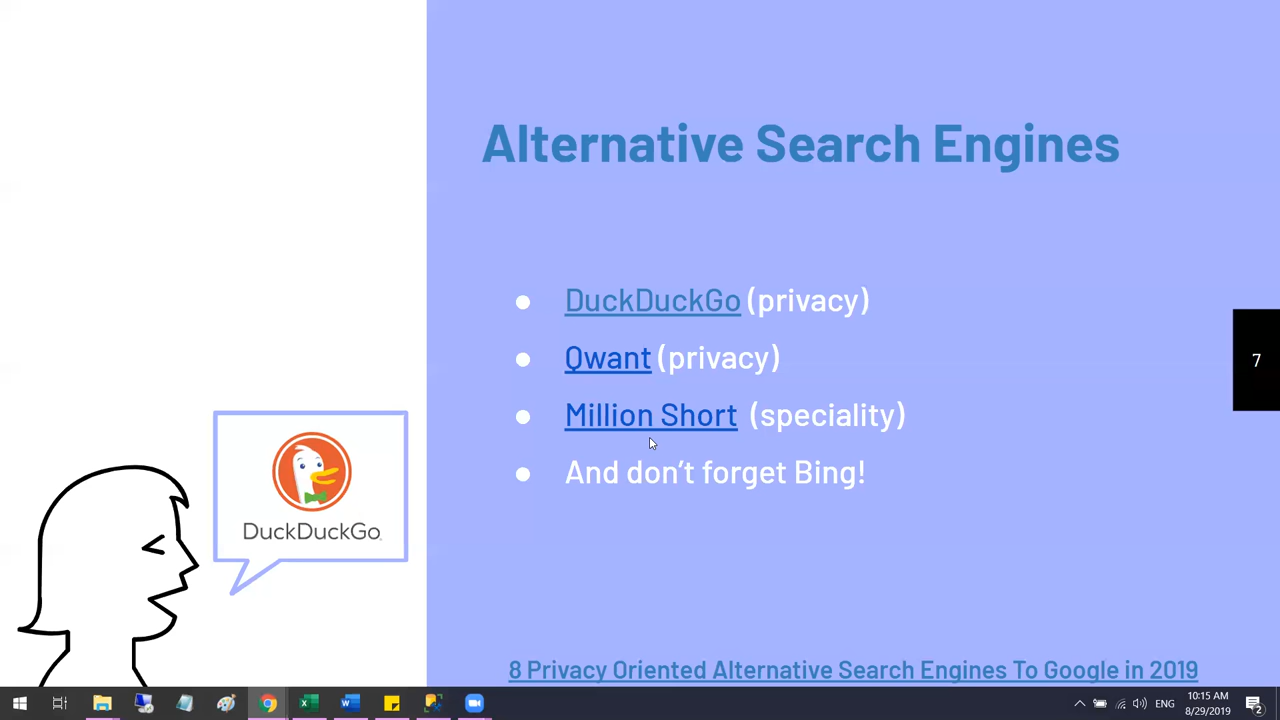 Alternative Search Engines
DuckDuckGo (privacy)
Qwant (privacy)
Million Short (speciality)
And don't forget Bing!
DuckDuckGo.
7
8 Privacy Oriented Alternative Search Engines To Google in 2019
ENG
10:15 AM
8/29/2019
2